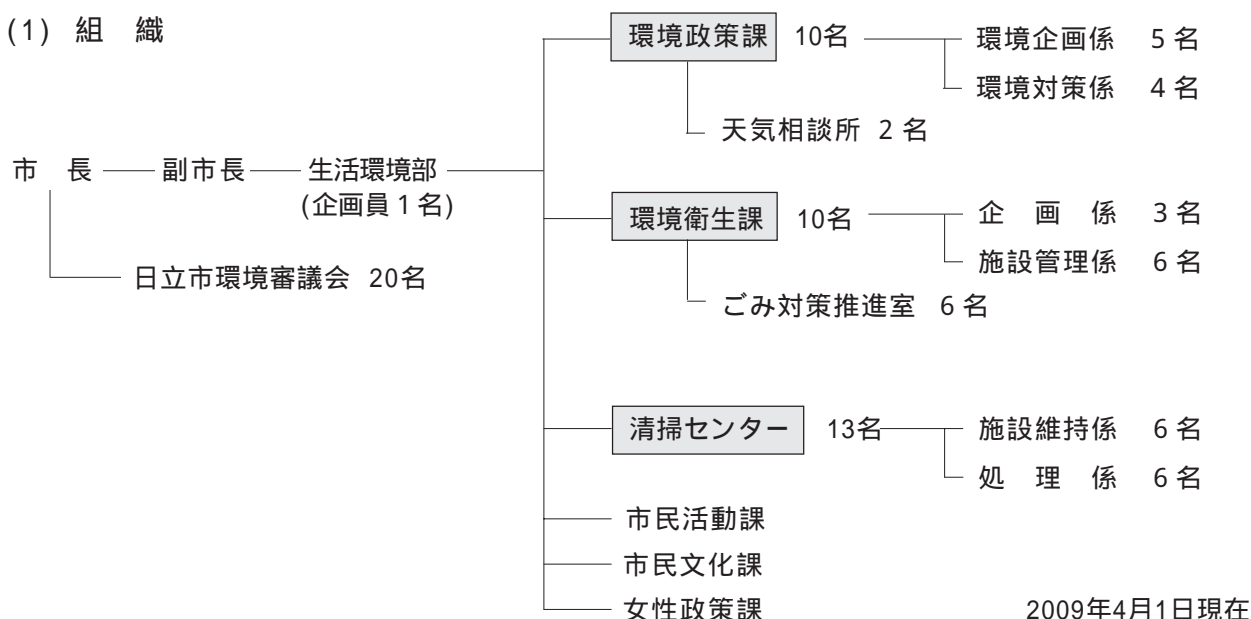 (1) 組　織
環境政策課 10名 環境企画係 5名
環境対策係 4名
天気相談所 2名
市　長 副市長 生活環境部
(企画員1名)
環境衛生課 10名 企　画　係 3名
施設管理係 6名
日立市環境審議会 20名
ごみ対策推進室 6名
清掃センター 13名 施設維持係 6名
処　理　係 6名
市民活動課
市民文化課
女性政策課 2009年4月1日現在